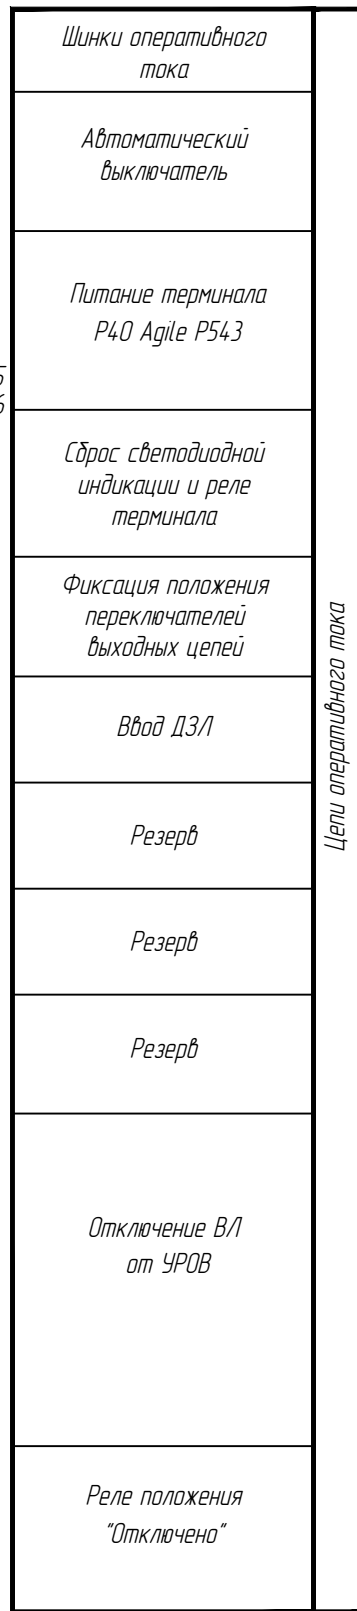 Шинки оперативного
тока
Автоматический
выключатель
Питание терминала
P40 Agile P543
Сброс светодиодной
индикации и реле
терминала
Фиксация положения
переключателей
выходных цепей
Ввод ДЗЛ
Резерв
Резерв
Резерв
Отключение ВЛ
от УРОВ
Реле положения
"Отключено"
Цепи оперативного тока